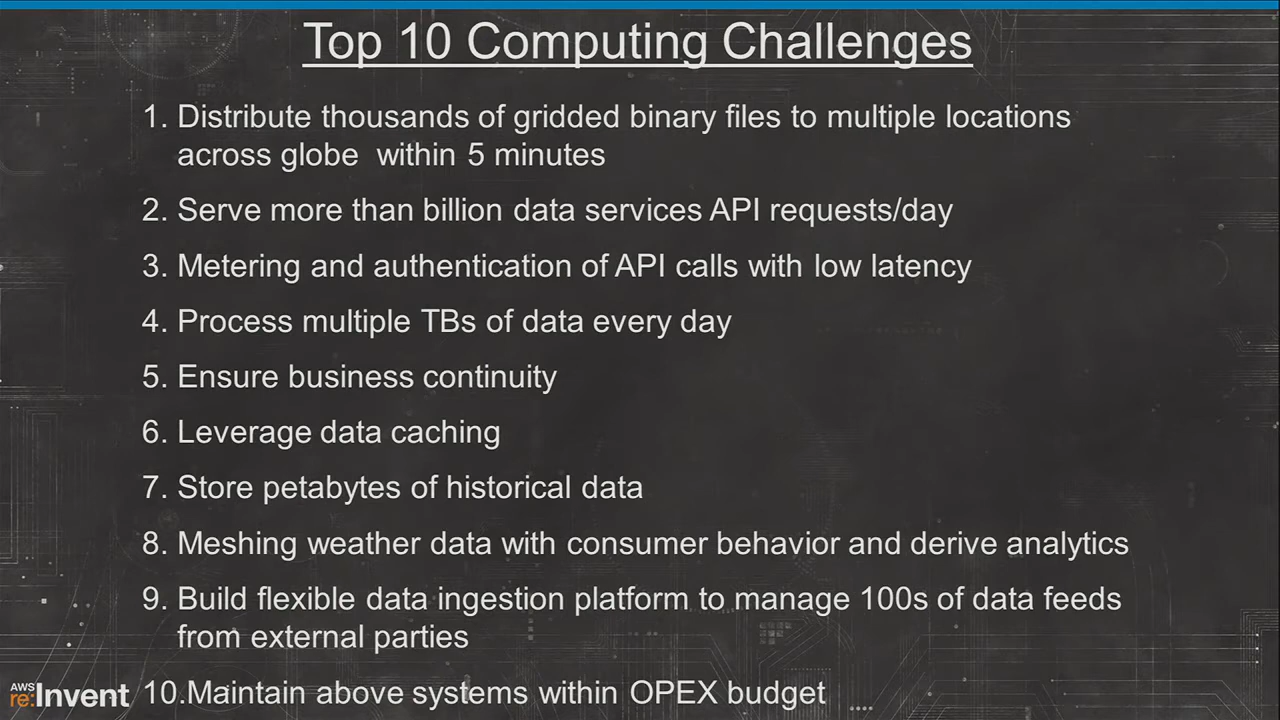 Top 10 Computing Challenges
1. Distribute thousands of gridded binary files to multiple locations
across globe within 5 minutes
2. Serve more than billion data services API requests/day
3. Metering and authentication of API calls with low latency
4. Process multiple TBs of data every day
5. Ensure business continuity
6. Leverage data caching
7. Store petabytes of historical data
8. Meshing weather data with consumer behavior and derive analytics
9. Build flexible data ingestion platform to manage 100s of data feeds
from external parties
10.Maintain above systems within OPEX budget
AWS
re:Invent